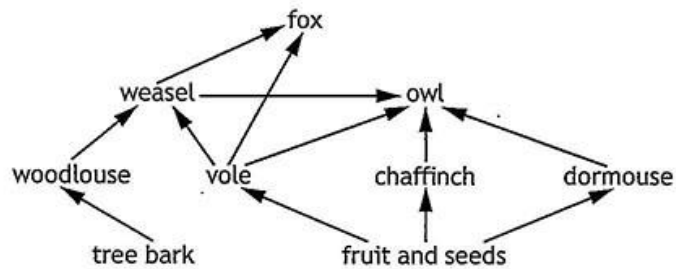 fox
weasel owl
woodlouse vole chaffinch dormouse
tree bark fruit and seeds